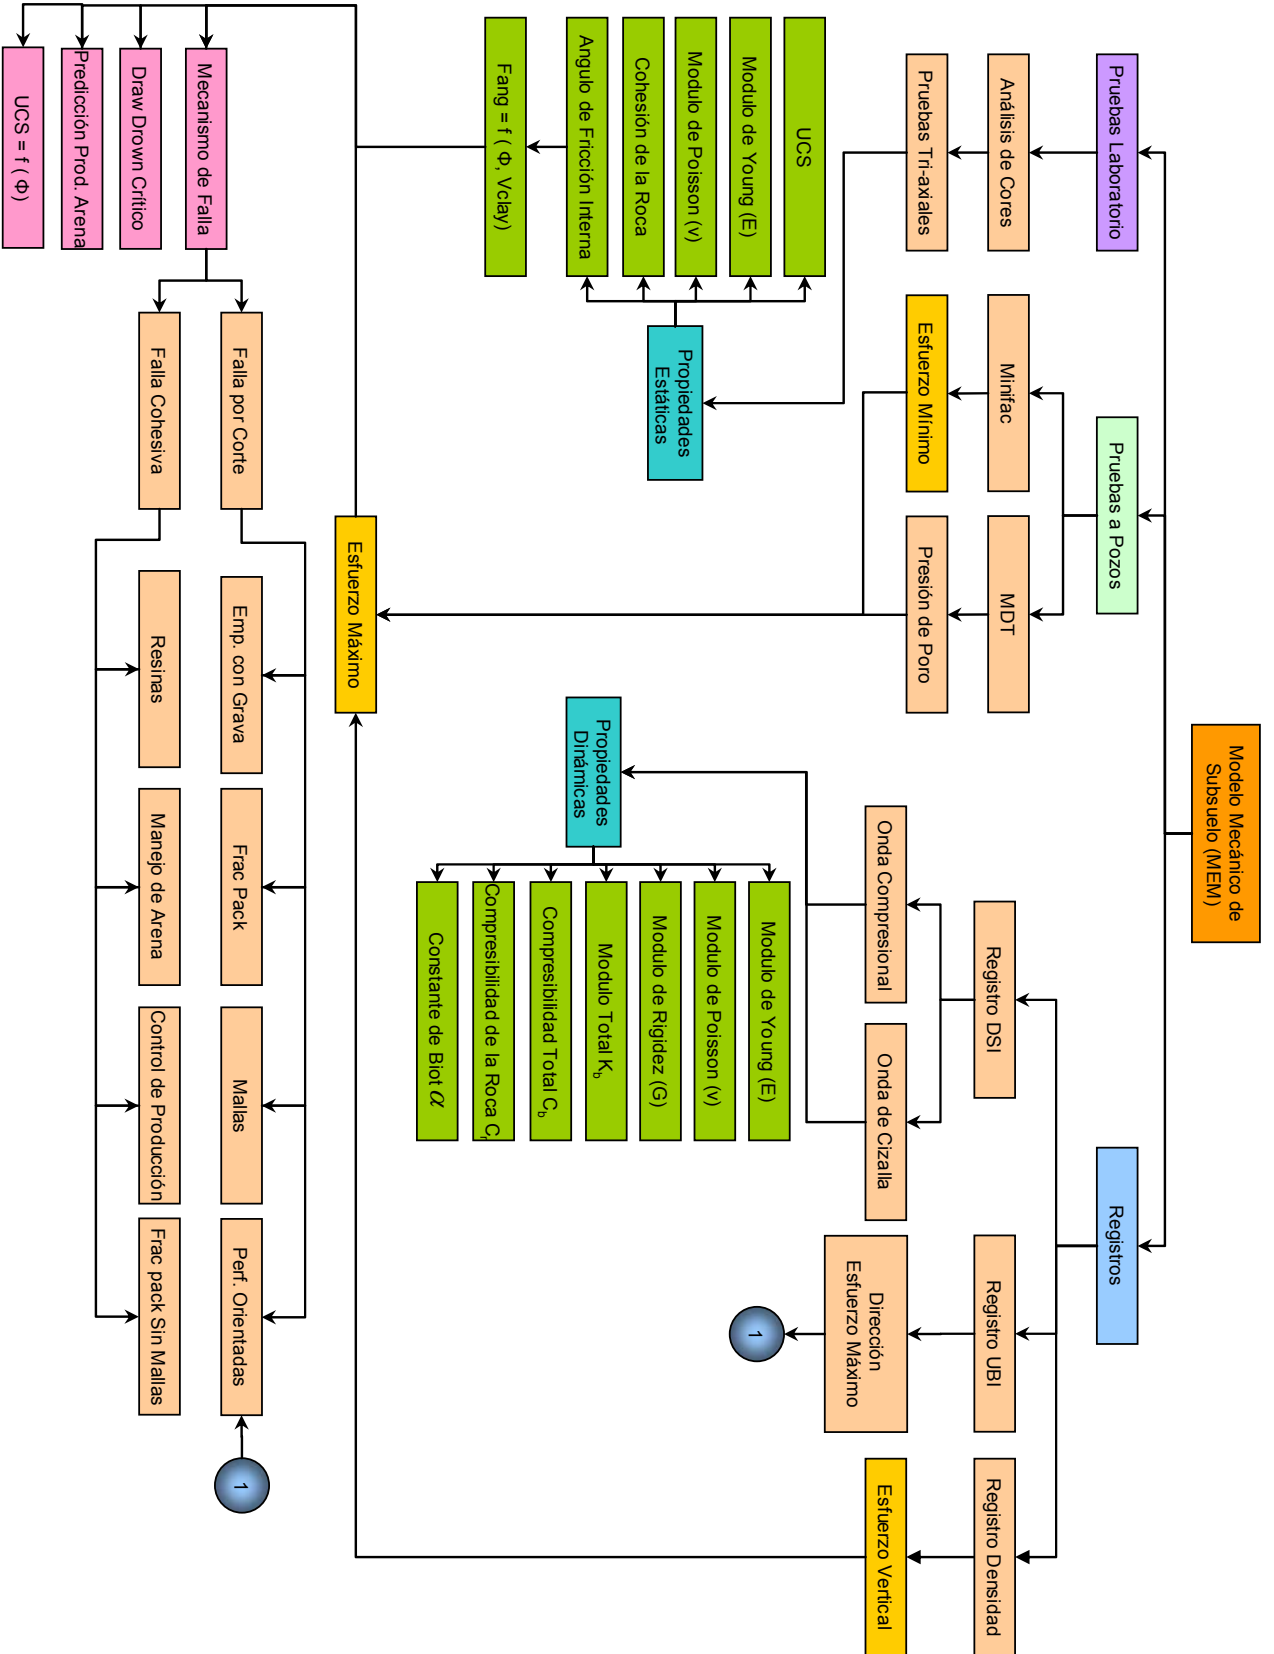 Modelo Mecánico de
Subsuelo (MEM)
Pruebas Laboratorio
Pruebas a Pozos
Registros
Análisis de Cores
Minifac
MDT
Registro DSI
Registro UBI
Registro Densidad
Pruebas Tri-axiales
Esfuerzo Mínimo
Presión de Poro
Onda Compresional
Onda de Cizalla
Dirección
Esfuerzo Máximo
Esfuerzo Vertical
1
Propiedades
Estáticas
Propiedades
Dinámicas
UCS
Modulo de Young (E)
Modulo de Poisson (v)
Cohesión de la Roca
Angulo de Fricción Interna
Fang = f ( Φ, Vclay)
Modulo de Young (E)
Modulo de Poisson (v)
Modulo de Rigidez (G)
Modulo Total Kb
Compresibilidad Total Cb
Compresibilidad de la Roca Cr
Constante de Biot α
Esfuerzo Máximo
Mecanismo de Falla
Draw Drown Crítico
Predicción Prod. Arena
UCS = f ( Φ)
Falla por Corte
Emp. con Grava
Frac Pack
Mallas
Perf. Orientadas
1
Falla Cohesiva
Resinas
Manejo de Arena
Control de Producción
Frac pack Sin Mallas